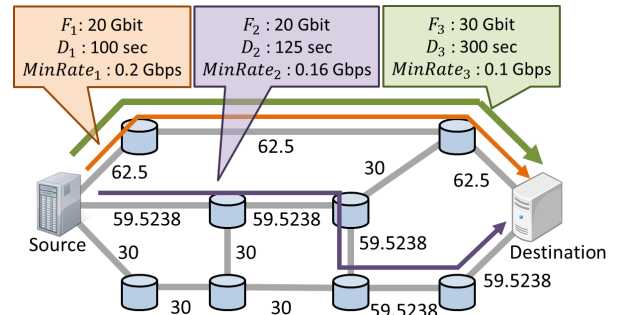 F₁: 20 Gbit
D₁ : 100 sec
MinRate₁ : 0.2 Gbps
F₂ : 20 Gbit
D₂ : 125 sec
MinRate₂ : 0.16 Gbps
F₃ : 30 Gbit
D₃ : 300 sec
MinRate₃ : 0.1 Gbps
62.5
62.5
30
62.5
59.5238
59.5238
Source
30
30
59.5238
Destination
59.5238
30
30
59.5238